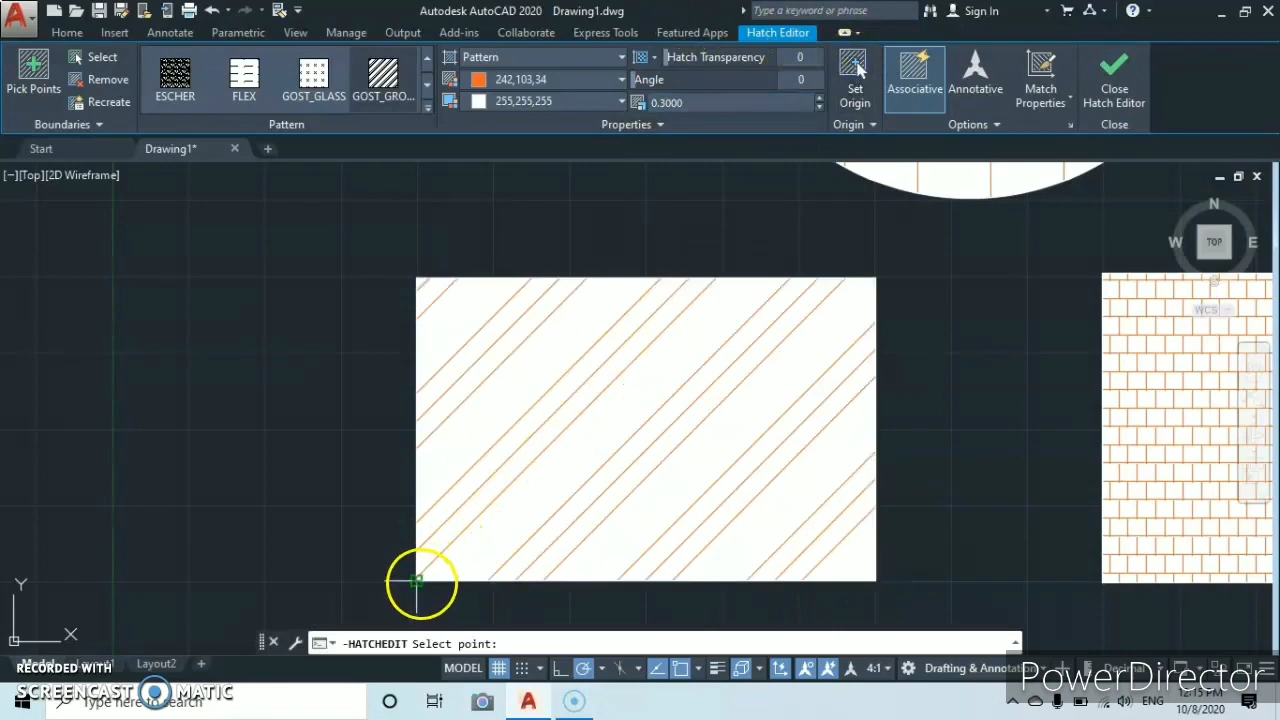 Autodesk AutoCAD 2020 Drawing1.dwg
Type a keyword or phrase
Sign In
Home Insert Annotate Parametric View Manage Output Add-ins Collaborate Express Tools Featured Apps Hatch Editor
Pick Points
Select
Remove
Recreate
Boundaries
ESCHER FLEX GOST_GLASS GOST_GRO...
Pattern
Pattern
242,103,34
255,255,255
Hatch Transparency 0
Angle 0
0.3000
Properties
Set Origin
Origin
Associative
Annotative
Match Properties
Options
Close Hatch Editor
Close
Start Drawing1*
[−][Top][2D Wireframe]
N
W TOP E
WCS
Y
X
-HATCHEDIT Select point:
Layout2
MODEL
4:1
Drafting & Annotation
Decimal
RECORDED WITH
SCREENCAST MATIC
Type here to search
PowerDirector
ENG
12:15 PM
10/8/2020